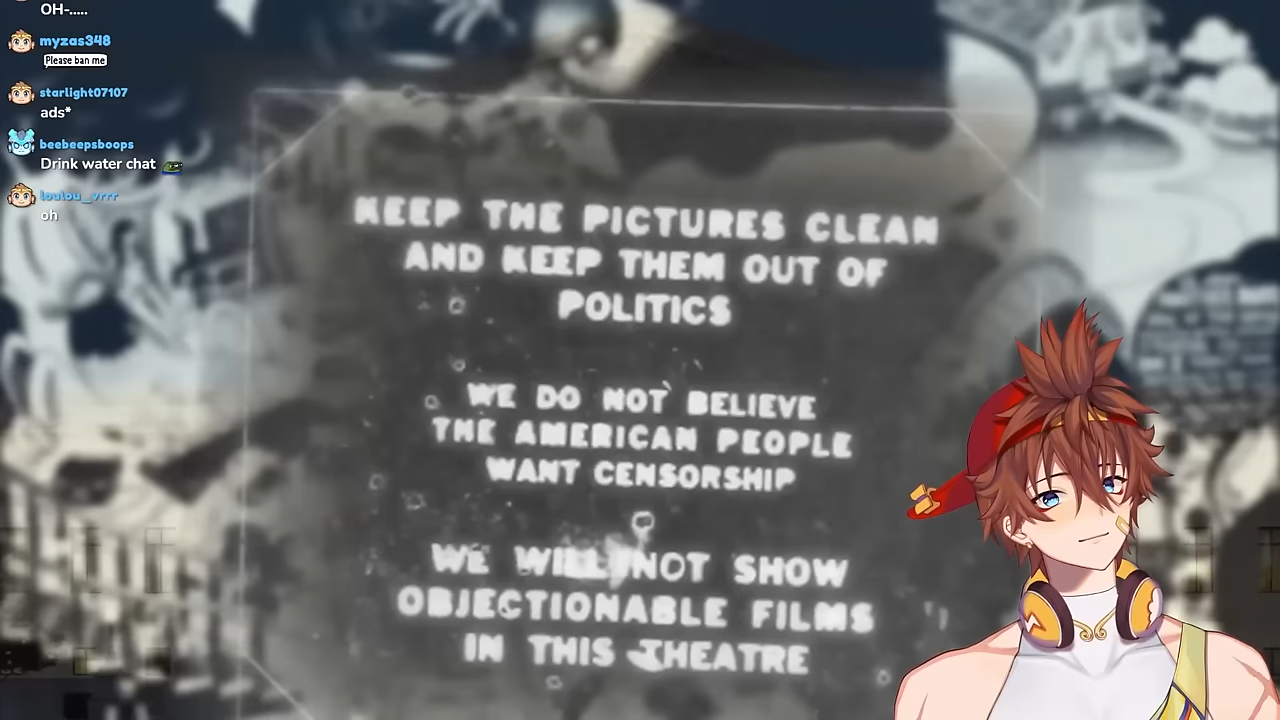 OH-.....
myzas348
Please ban me
starlight07107
ads*
beebeepsboops
Drink water chat
loulou__vrrr
oh
KEEP THE PICTURES CLEAN
AND KEEP THEM OUT OF
POLITICS
WE DO NOT BELIEVE
THE AMERICAN PEOPLE
WANT CENSORSHIP
WE WILL NOT SHOW
OBJECTIONABLE FILMS
IN THIS THEATRE